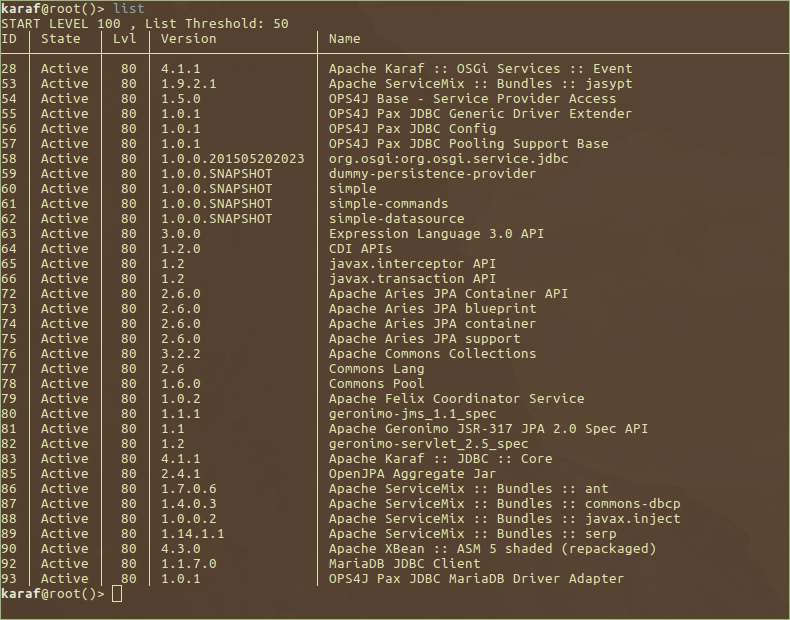 karaf@root()> list
START LEVEL 100 , List Threshold: 50
ID │ State │ Lvl │ Version │ Name
28 │ Active │ 80 │ 4.1.1 │ Apache Karaf :: OSGi Services :: Event
53 │ Active │ 80 │ 1.9.2.1 │ Apache ServiceMix :: Bundles :: jasypt
54 │ Active │ 80 │ 1.5.0 │ OPS4J Base - Service Provider Access
55 │ Active │ 80 │ 1.0.1 │ OPS4J Pax JDBC Generic Driver Extender
56 │ Active │ 80 │ 1.0.1 │ OPS4J Pax JDBC Config
57 │ Active │ 80 │ 1.0.1 │ OPS4J Pax JDBC Pooling Support Base
58 │ Active │ 80 │ 1.0.0.201505202023 │ org.osgi:org.osgi.service.jdbc
59 │ Active │ 80 │ 1.0.0.SNAPSHOT │ dummy-persistence-provider
60 │ Active │ 80 │ 1.0.0.SNAPSHOT │ simple
61 │ Active │ 80 │ 1.0.0.SNAPSHOT │ simple-commands
62 │ Active │ 80 │ 1.0.0.SNAPSHOT │ simple-datasource
63 │ Active │ 80 │ 3.0.0 │ Expression Language 3.0 API
64 │ Active │ 80 │ 1.2.0 │ CDI APIs
65 │ Active │ 80 │ 1.2 │ javax.interceptor API
66 │ Active │ 80 │ 1.2 │ javax.transaction API
72 │ Active │ 80 │ 2.6.0 │ Apache Aries JPA Container API
73 │ Active │ 80 │ 2.6.0 │ Apache Aries JPA blueprint
74 │ Active │ 80 │ 2.6.0 │ Apache Aries JPA container
75 │ Active │ 80 │ 2.6.0 │ Apache Aries JPA support
76 │ Active │ 80 │ 3.2.2 │ Apache Commons Collections
77 │ Active │ 80 │ 2.6 │ Commons Lang
78 │ Active │ 80 │ 1.6.0 │ Commons Pool
79 │ Active │ 80 │ 1.0.2 │ Apache Felix Coordinator Service
80 │ Active │ 80 │ 1.1.1 │ geronimo-jms_1.1_spec
81 │ Active │ 80 │ 1.1 │ Apache Geronimo JSR-317 JPA 2.0 Spec API
82 │ Active │ 80 │ 1.2 │ geronimo-servlet_2.5_spec
83 │ Active │ 80 │ 4.1.1 │ Apache Karaf :: JDBC :: Core
85 │ Active │ 80 │ 2.4.1 │ OpenJPA Aggregate Jar
86 │ Active │ 80 │ 1.7.0.6 │ Apache ServiceMix :: Bundles :: ant
87 │ Active │ 80 │ 1.4.0.3 │ Apache ServiceMix :: Bundles :: commons-dbcp
88 │ Active │ 80 │ 1.0.0.2 │ Apache ServiceMix :: Bundles :: javax.inject
89 │ Active │ 80 │ 1.14.1.1 │ Apache ServiceMix :: Bundles :: serp
90 │ Active │ 80 │ 4.3.0 │ Apache XBean :: ASM 5 shaded (repackaged)
92 │ Active │ 80 │ 1.1.7.0 │ MariaDB JDBC Client
93 │ Active │ 80 │ 1.0.1 │ OPS4J Pax JDBC MariaDB Driver Adapter
karaf@root()>